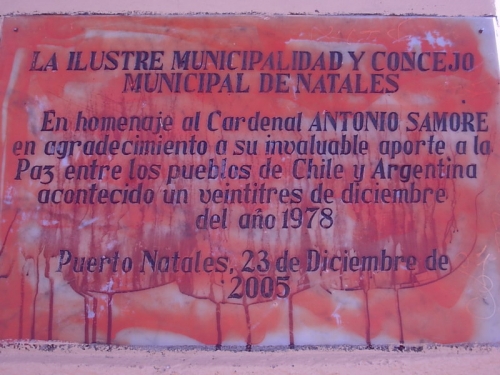 LA ILUSTRE MUNICIPALIDAD Y CONCEJO
MUNICIPAL DE NATALES
En homenaje al Cardenal ANTONIO SAMORE
en agradecimiento a su invaluable aporte a la
Paz entre los pueblos de Chile y Argentina
acontecido un veintitres de diciembre
del año 1978
Puerto Natales, 23 de Diciembre de
2005